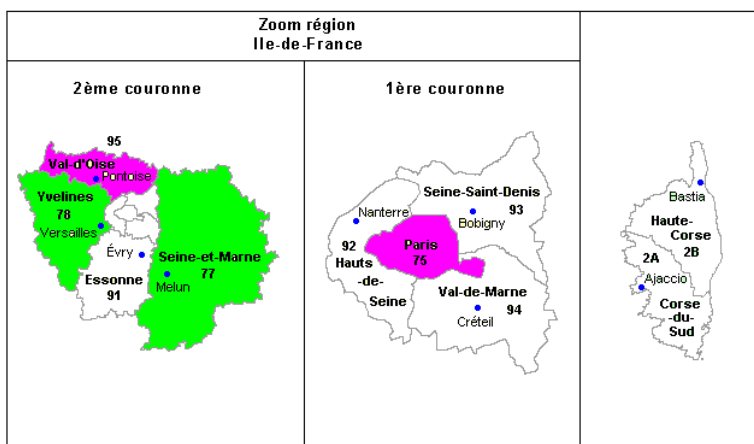 Zoom région
Ile-de-France
2ème couronne
95
Val-d'Oise
Pontoise
Yvelines
78
Versailles
Évry
Seine-et-Marne
77
Essonne
91
Melun
1ère couronne
Seine-Saint-Denis
93
Nanterre
Bobigny
92
Hauts
-de-
Seine
Paris
75
Val-de-Marne
94
Créteil
Bastia
Haute-
Corse
2B
2A
Ajaccio
Corse
-du-
Sud